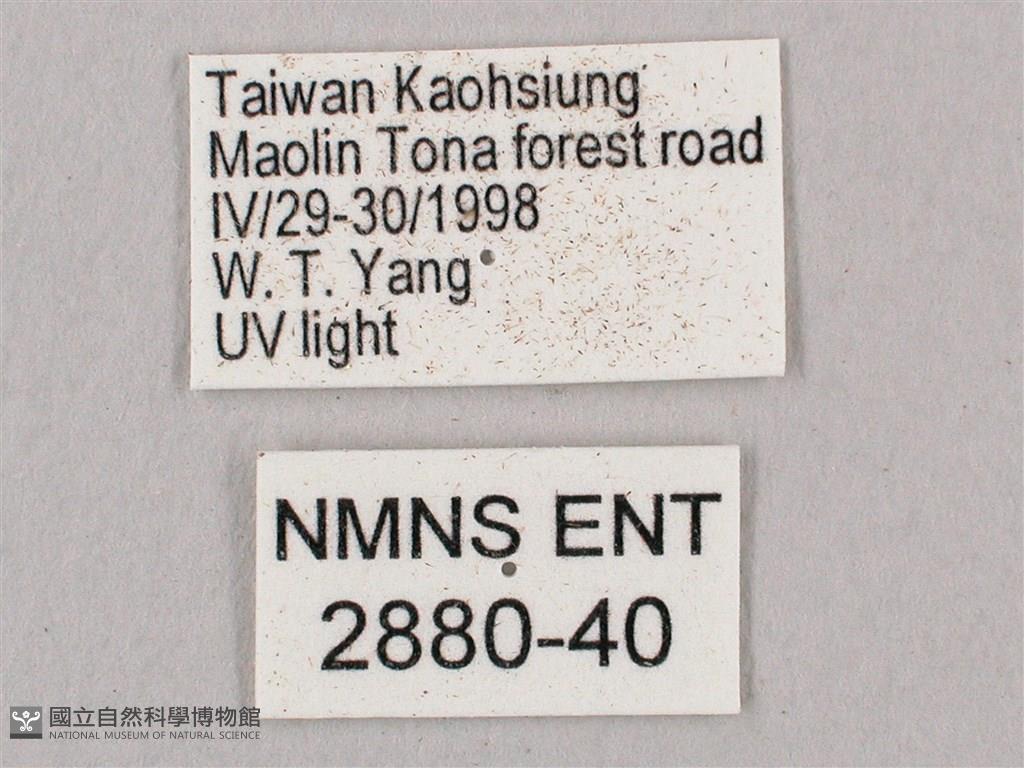 Taiwan Kaohsiung
Maolin Tona forest road
IV/29-30/1998
W. T. Yang
UV light
NMNS ENT
2880-40
國立自然科學博物館
NATIONAL MUSEUM OF NATURAL SCIENCE